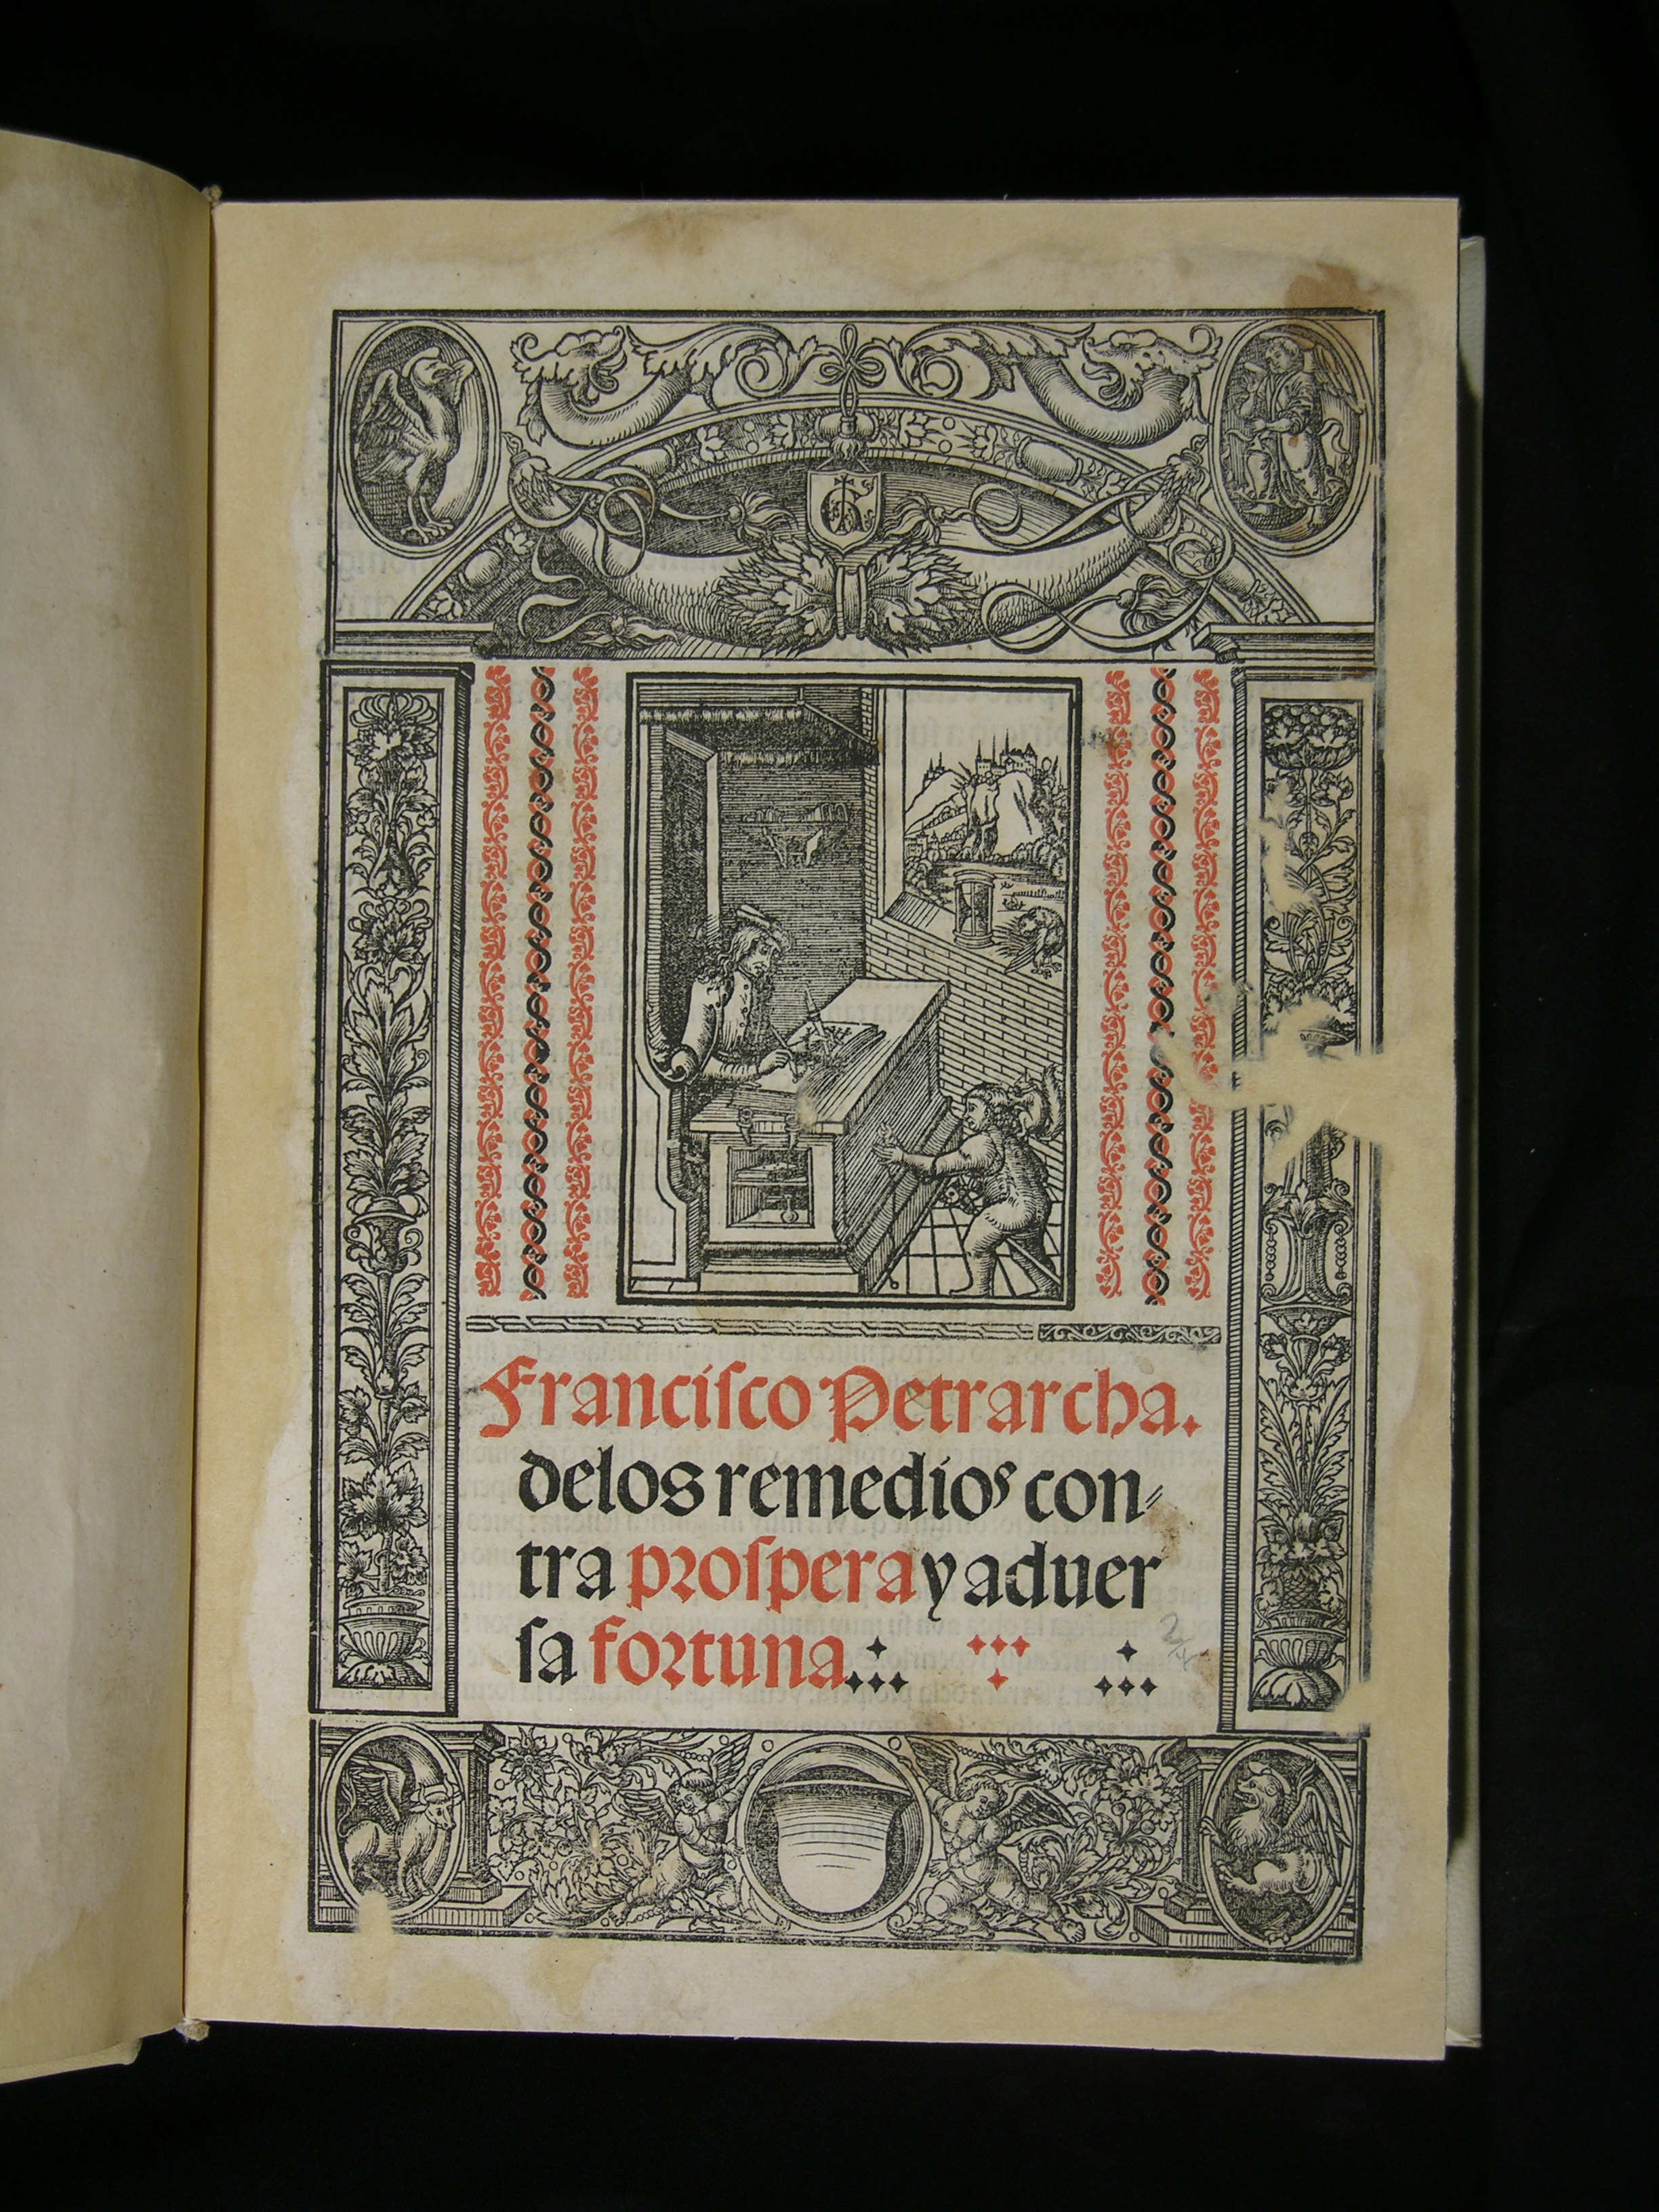 Franciſco Petrarcha.
delos remedios con⸗
tra proſpera y aduer
ſa fortuna